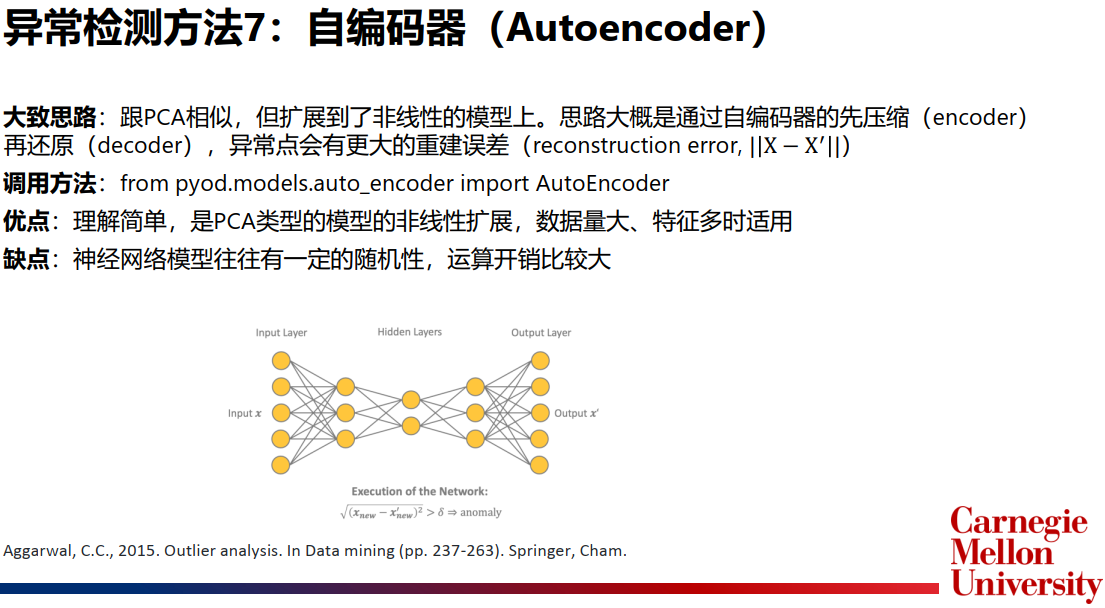 异常检测方法7：自编码器（Autoencoder）
大致思路：跟PCA相似，但扩展到了非线性的模型上。思路大概是通过自编码器的先压缩（encoder）
再还原（decoder），异常点会有更大的重建误差（reconstruction error, ||X − X′||）
调用方法：from pyod.models.auto_encoder import AutoEncoder
优点：理解简单，是PCA类型的模型的非线性扩展，数据量大、特征多时适用
缺点：神经网络模型往往有一定的随机性，运算开销比较大
Input Layer Hidden Layers Output Layer
Input x Output x′
Execution of the Network:
√(xₙₑw − x′ₙₑw)² > δ ⇒ anomaly
Aggarwal, C.C., 2015. Outlier analysis. In Data mining (pp. 237-263). Springer, Cham.
Carnegie
Mellon
University